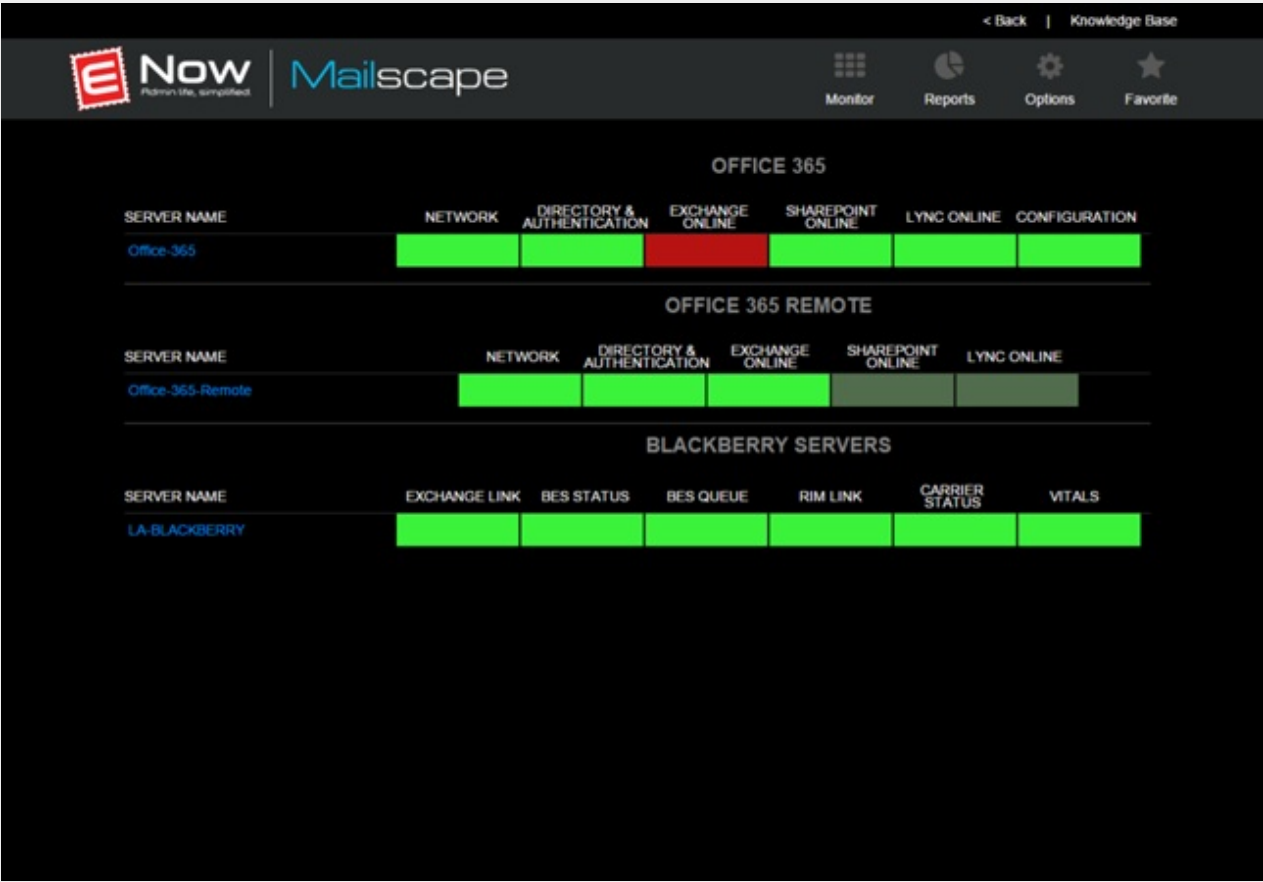 < Back | Knowledge Base
ENow Mailscape
Admin life, simplified.
Monitor Reports Options Favorite
OFFICE 365
SERVER NAME NETWORK DIRECTORY & AUTHENTICATION EXCHANGE ONLINE SHAREPOINT ONLINE LYNC ONLINE CONFIGURATION
Office-365
OFFICE 365 REMOTE
SERVER NAME NETWORK DIRECTORY & AUTHENTICATION EXCHANGE ONLINE SHAREPOINT ONLINE LYNC ONLINE
Office-365-Remote
BLACKBERRY SERVERS
SERVER NAME EXCHANGE LINK BES STATUS BES QUEUE RIM LINK CARRIER STATUS VITALS
LA-BLACKBERRY